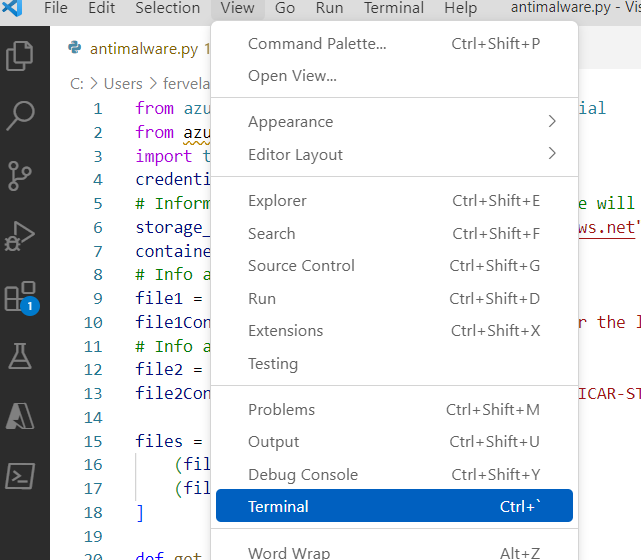 File Edit Selection View Go Run Terminal Help antimalware.py - Vis
antimalware.py 1
C: > Users > fervela
Command Palette... Ctrl+Shift+P
Open View...
Appearance
Editor Layout
Explorer Ctrl+Shift+E
Search Ctrl+Shift+F
Source Control Ctrl+Shift+G
Run Ctrl+Shift+D
Extensions Ctrl+Shift+X
Testing
Problems Ctrl+Shift+M
Output Ctrl+Shift+U
Debug Console Ctrl+Shift+Y
Terminal Ctrl+`
Word Wrap Alt+Z
1 from azu ial
2 from azu
3 import t
4 credenti
5 # Inform e will
6 storage_ ws.net"
7 containe
8 # Info a
9 file1 =
10 file1Con r the l
11 # Info a
12 file2 =
13 file2Con ICAR-ST
14
15 files =
16 (fil
17 (fil
18 ]
19
20 def get
1